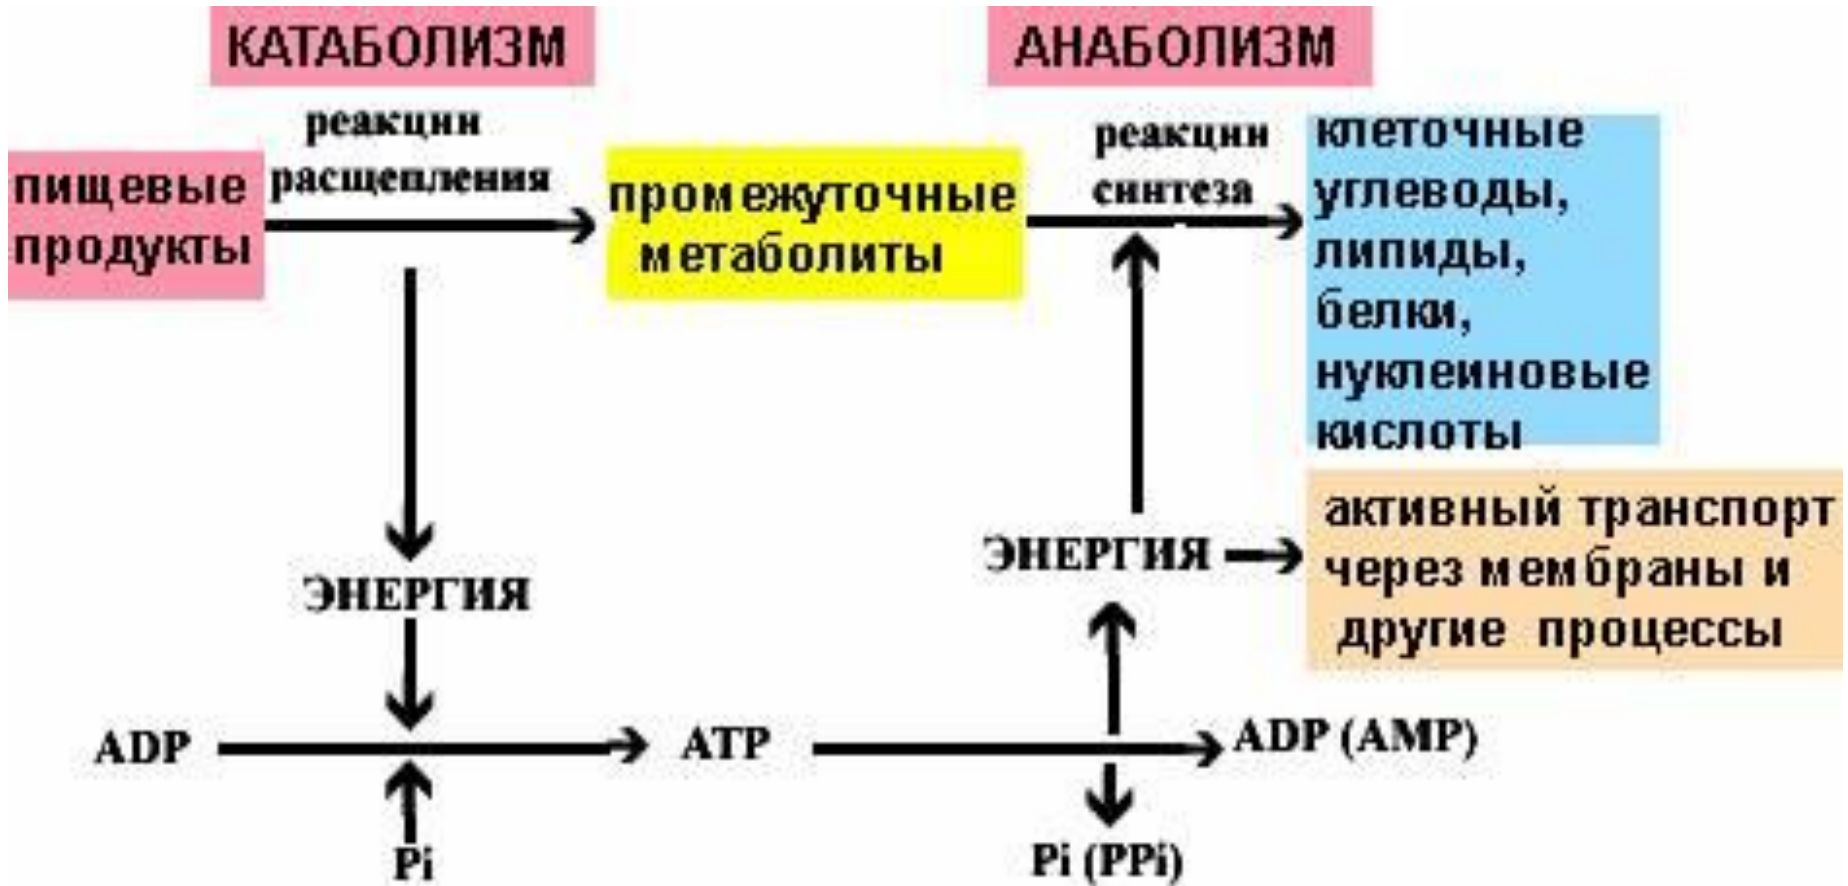 КАТАБОЛИЗМ
АНАБОЛИЗМ
реакции
расщепления
пищевые
продукты
промежуточные
метаболиты
реакции
синтеза
клеточные
углеводы,
липиды,
белки,
нуклеиновые
кислоты
ЭНЕРГИЯ
ЭНЕРГИЯ
активный транспорт
через мембраны и
другие процессы
ADP
ATP
ADP (AMP)
Pi
Pi (PPi)